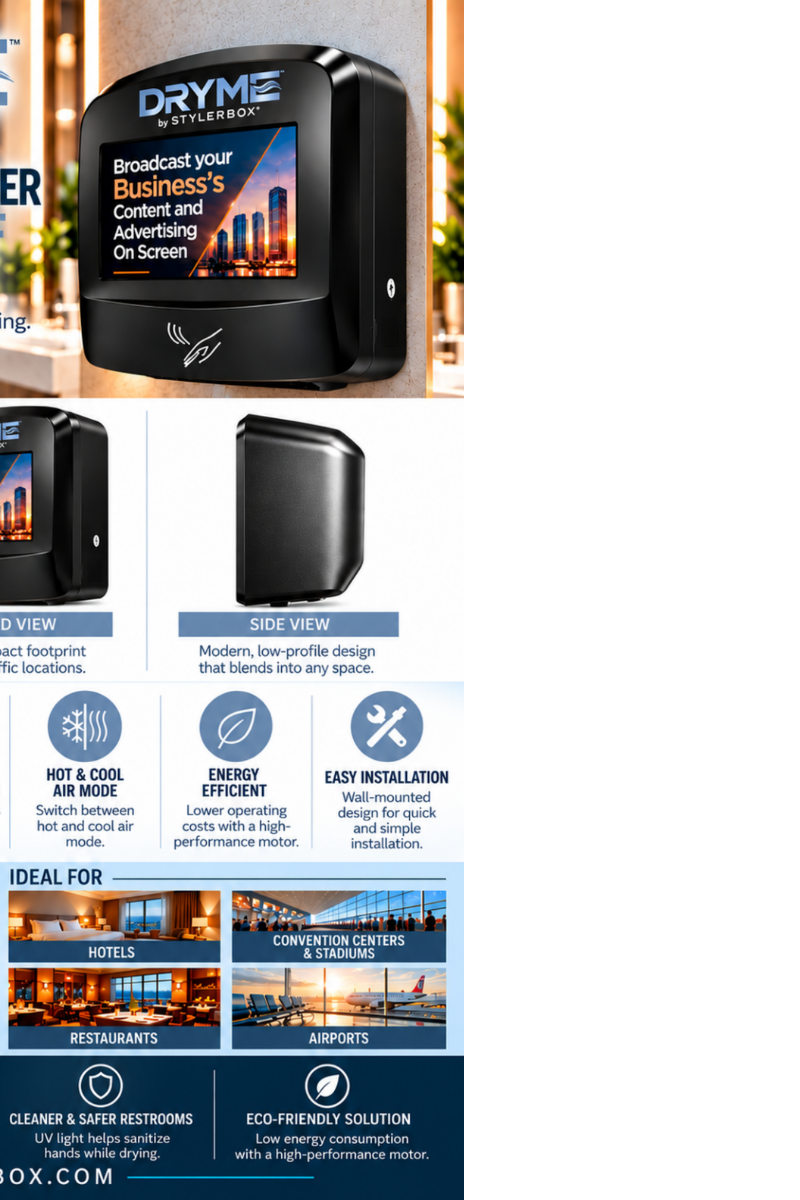 ™
ER
ing.
DRYME™
by STYLERBOX®
Broadcast your
Business's
Content and
Advertising
On Screen
D VIEW
pact footprint
ffic locations.
SIDE VIEW
Modern, low-profile design
that blends into any space.
HOT & COOL
AIR MODE
Switch between
hot and cool air
mode.
ENERGY
EFFICIENT
Lower operating
costs with a high-
performance motor.
EASY INSTALLATION
Wall-mounted
design for quick
and simple
installation.
IDEAL FOR
HOTELS
CONVENTION CENTERS
& STADIUMS
RESTAURANTS
AIRPORTS
CLEANER & SAFER RESTROOMS
UV light helps sanitize
hands while drying.
ECO-FRIENDLY SOLUTION
Low energy consumption
with a high-performance motor.
BOX.COM